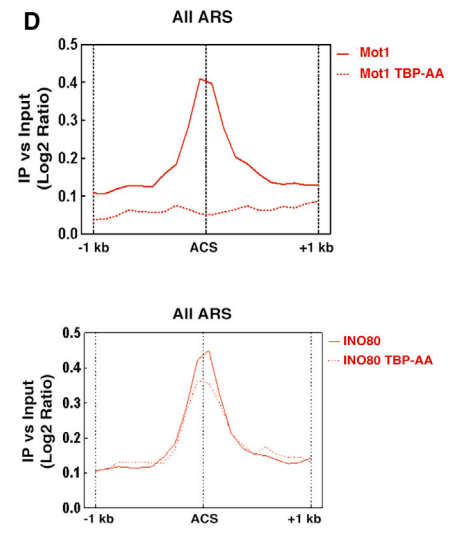 D
All ARS
IP vs Input
(Log2 Ratio)
0.5
0.4
0.3
0.2
0.1
0.0
-1 kb
ACS
+1 kb
Mot1
Mot1 TBP-AA
All ARS
IP vs Input
(Log2 Ratio)
0.5
0.4
0.3
0.2
0.1
0.0
-1 kb
ACS
+1 kb
INO80
INO80 TBP-AA